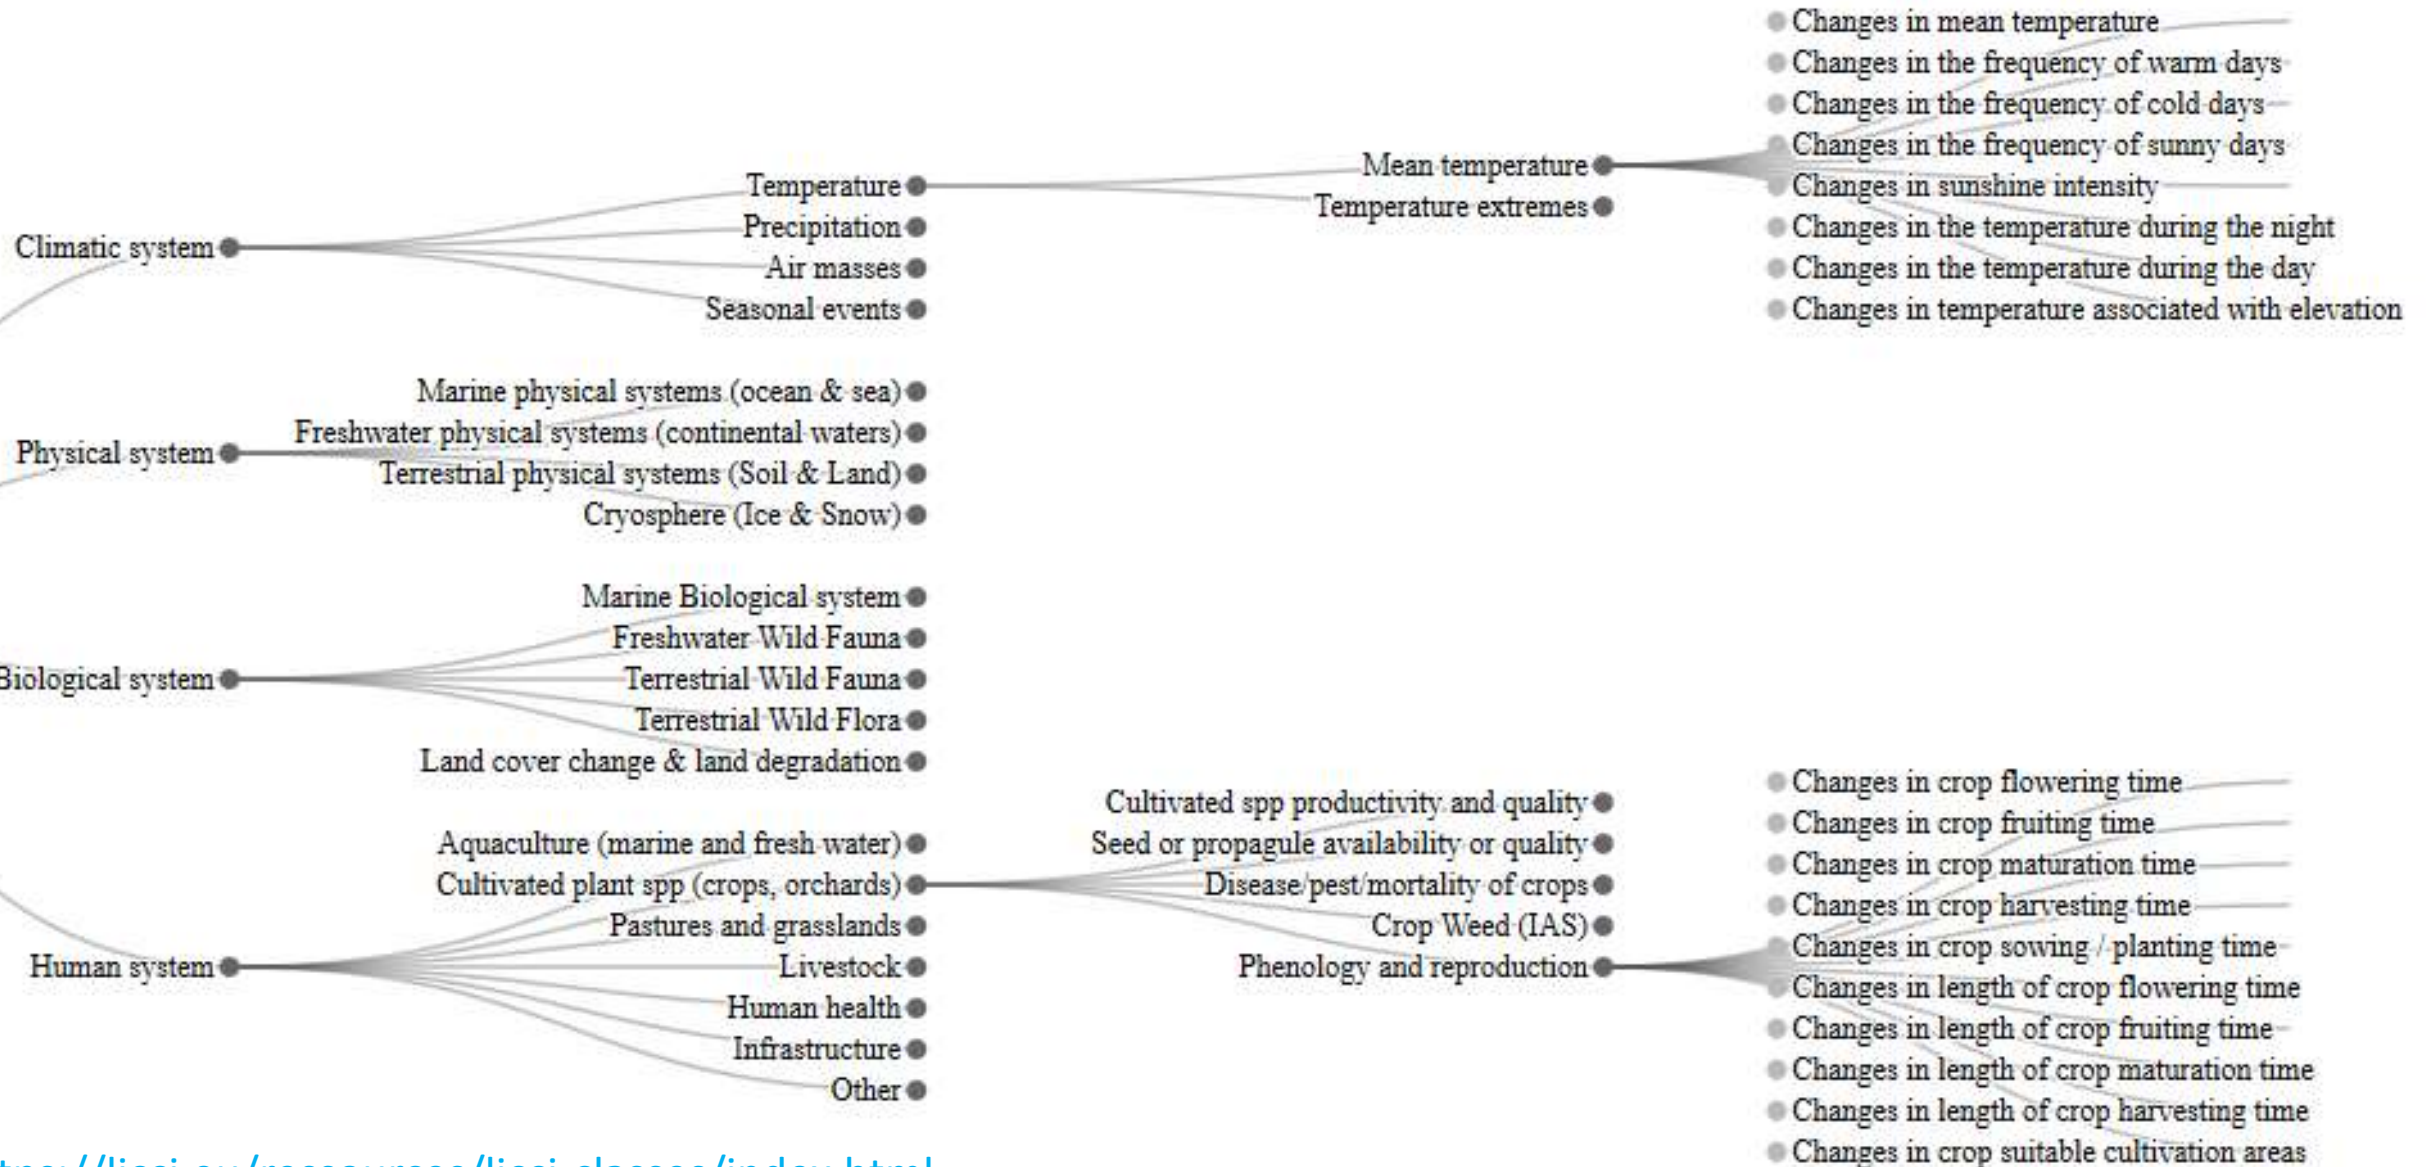 Climatic system
Temperature
Precipitation
Air masses
Seasonal events
Mean temperature
Temperature extremes
Changes in mean temperature
Changes in the frequency of warm days
Changes in the frequency of cold days
Changes in the frequency of sunny days
Changes in sunshine intensity
Changes in the temperature during the night
Changes in the temperature during the day
Changes in temperature associated with elevation
Physical system
Marine physical systems (ocean & sea)
Freshwater physical systems (continental waters)
Terrestrial physical systems (Soil & Land)
Cryosphere (Ice & Snow)
Biological system
Marine Biological system
Freshwater Wild Fauna
Terrestrial Wild Fauna
Terrestrial Wild Flora
Land cover change & land degradation
Human system
Aquaculture (marine and fresh water)
Cultivated plant spp (crops, orchards)
Pastures and grasslands
Livestock
Human health
Infrastructure
Other
Cultivated spp productivity and quality
Seed or propagule availability or quality
Disease/pest/mortality of crops
Crop Weed (IAS)
Phenology and reproduction
Changes in crop flowering time
Changes in crop fruiting time
Changes in crop maturation time
Changes in crop harvesting time
Changes in crop sowing / planting time
Changes in length of crop flowering time
Changes in length of crop fruiting time
Changes in length of crop maturation time
Changes in length of crop harvesting time
Changes in crop suitable cultivation areas